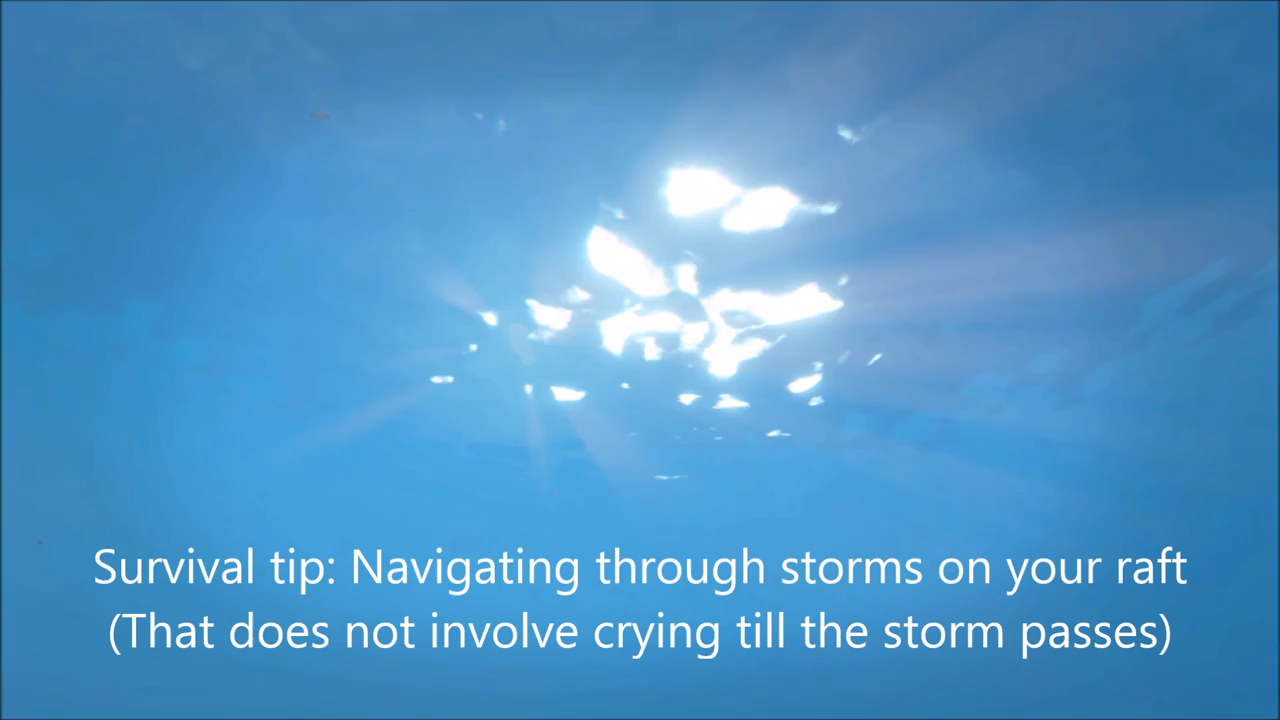 Survival tip: Navigating through storms on your raft
(That does not involve crying till the storm passes)